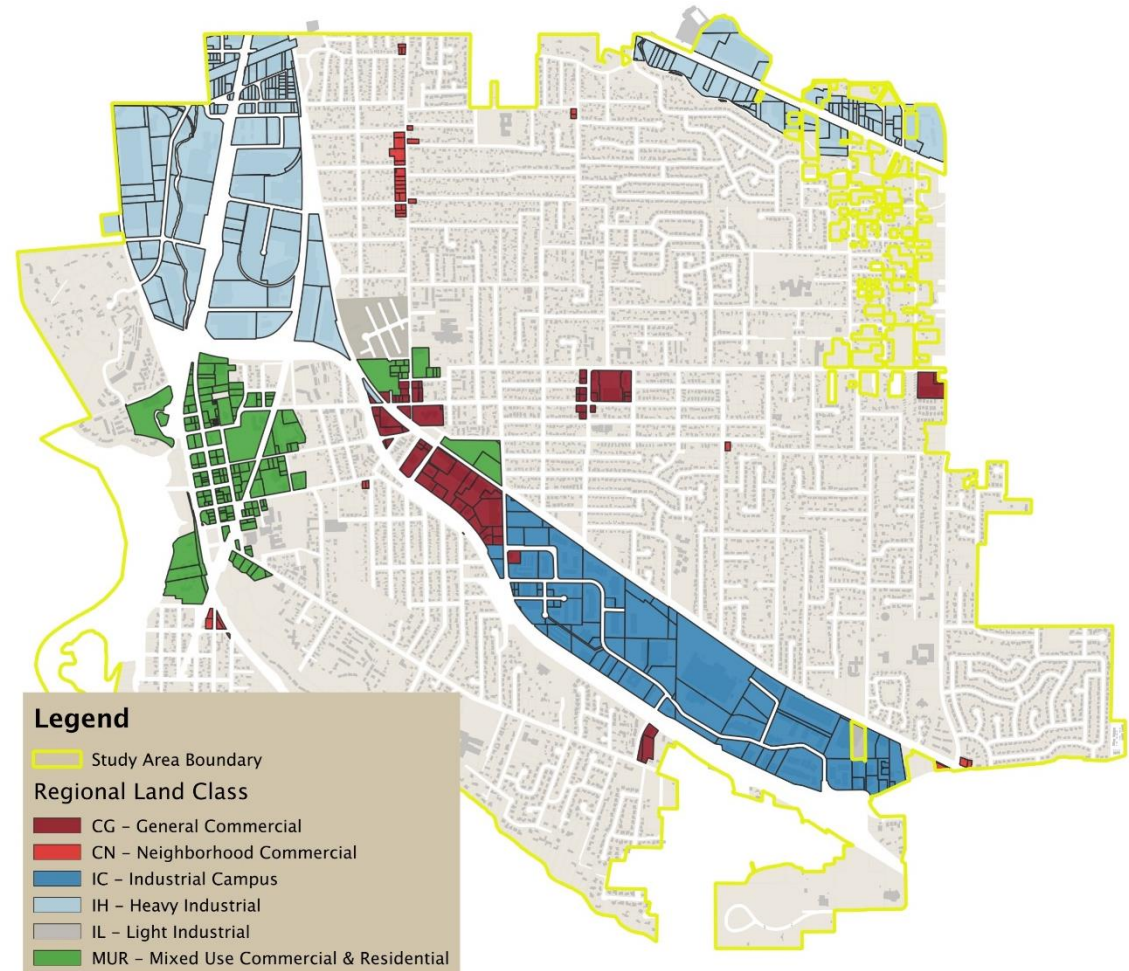 Legend
Study Area Boundary
Regional Land Class
CG – General Commercial
CN – Neighborhood Commercial
IC – Industrial Campus
IH – Heavy Industrial
IL – Light Industrial
MUR – Mixed Use Commercial & Residential